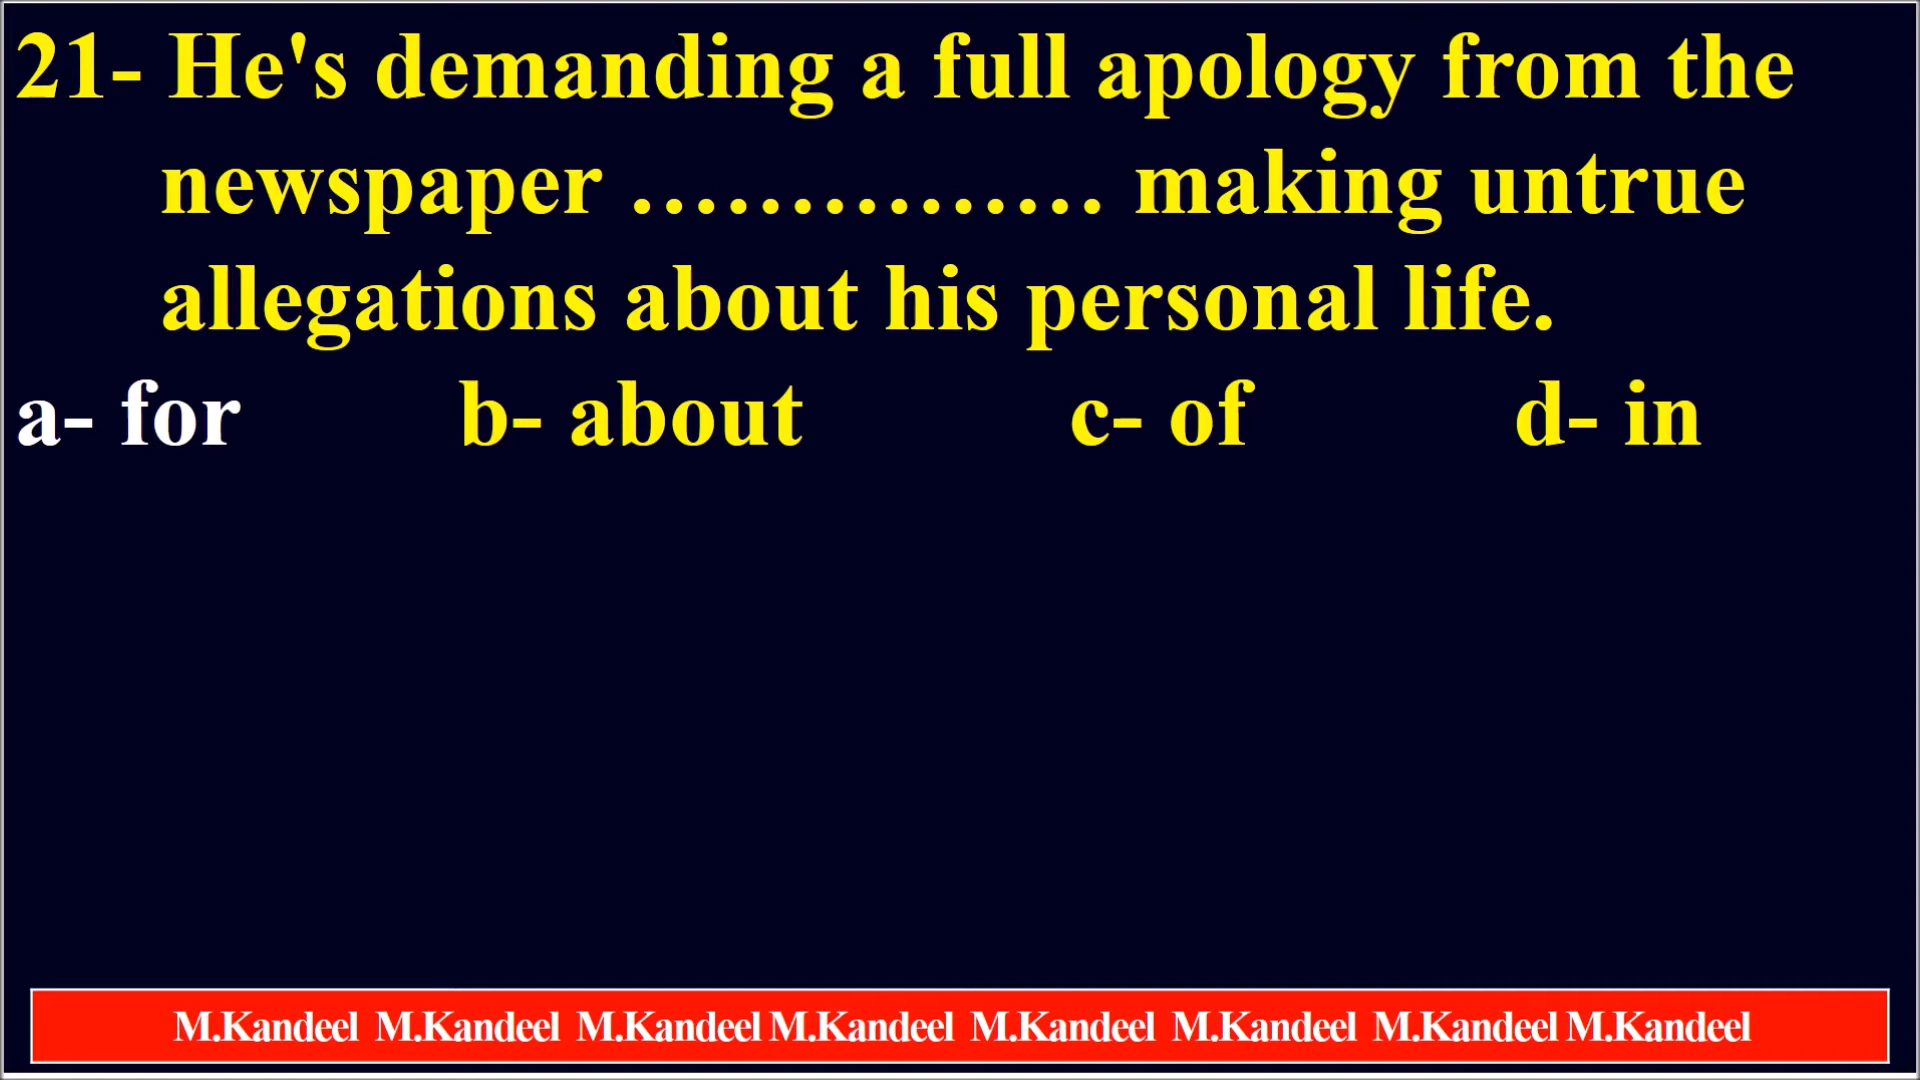 21- He's demanding a full apology from the
newspaper …………… making untrue
allegations about his personal life.
a- for b- about c- of d- in
M.Kandeel M.Kandeel M.Kandeel M.Kandeel M.Kandeel M.Kandeel M.Kandeel M.Kandeel